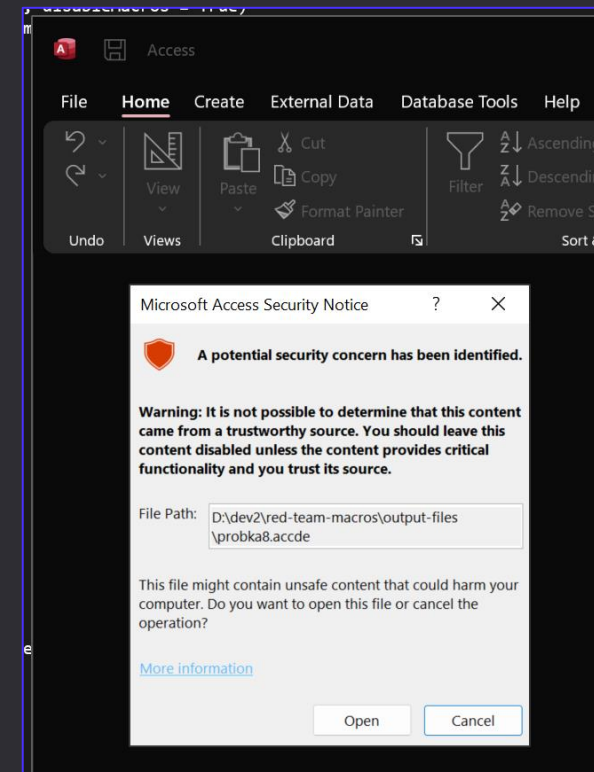 Access
File Home Create External Data Database Tools Help
Cut
View Paste Copy Filter
Format Painter
Undo Views Clipboard Sort
Microsoft Access Security Notice ? 
A potential security concern has been identified.
Warning: It is not possible to determine that this content
came from a trustworthy source. You should leave this
content disabled unless the content provides critical
functionality and you trust its source.
File Path: D:\dev2\red-team-macros\output-files
\probka8.accde
This file might contain unsafe content that could harm your
computer. Do you want to open this file or cancel the
operation?
More information
Open Cancel